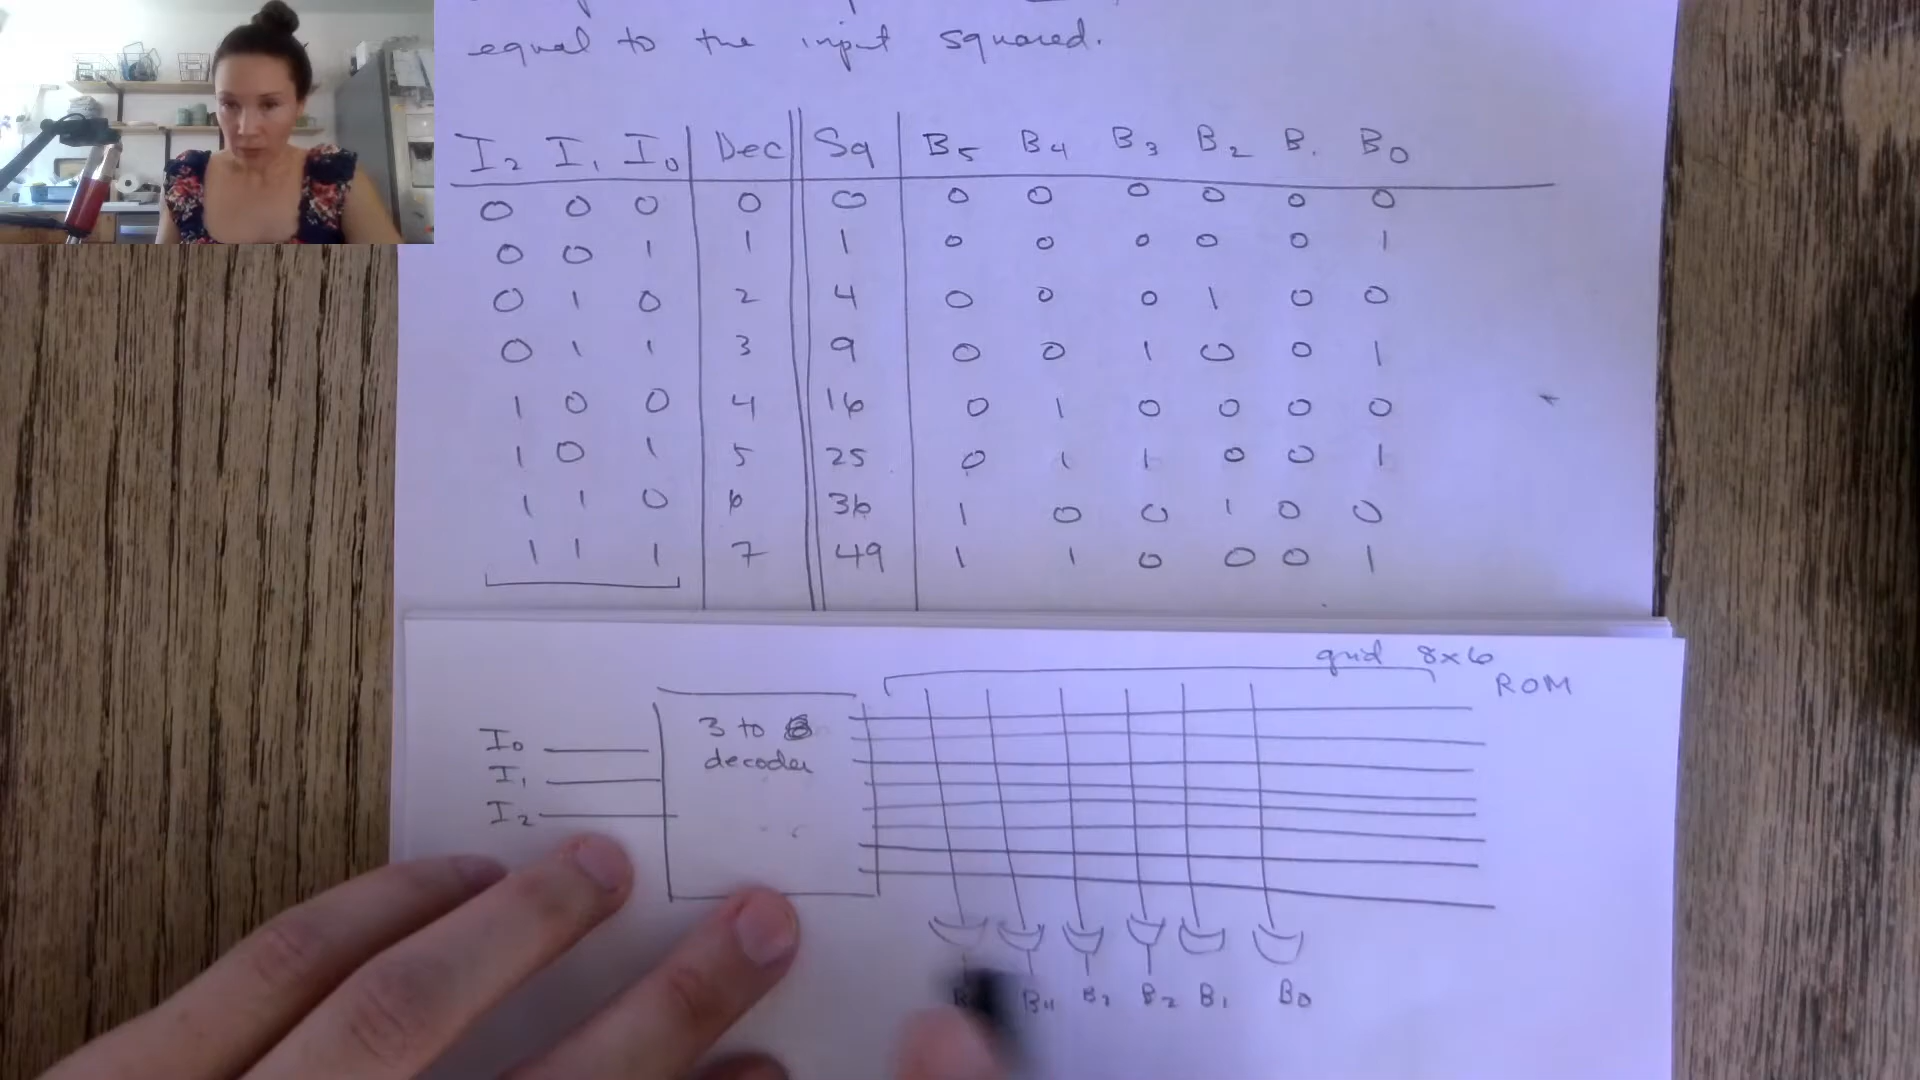 equal to the input squared.
I2 I1 I0 Dec Sq B5 B4 B3 B2 B1 B0
0 0 0 0 0 0 0 0 0 0 0
0 0 1 1 1 0 0 0 0 0 1
0 1 0 2 4 0 0 0 1 0 0
0 1 1 3 9 0 0 1 0 0 1
1 0 0 4 16 0 1 0 0 0 0
1 0 1 5 25 0 1 1 0 0 1
1 1 0 6 36 1 0 0 1 0 0
1 1 1 7 49 1 1 0 0 0 1
grid 8x6
ROM
3 to 8
decoder
I0
I1
I2
B4 B3 B2 B1 B0